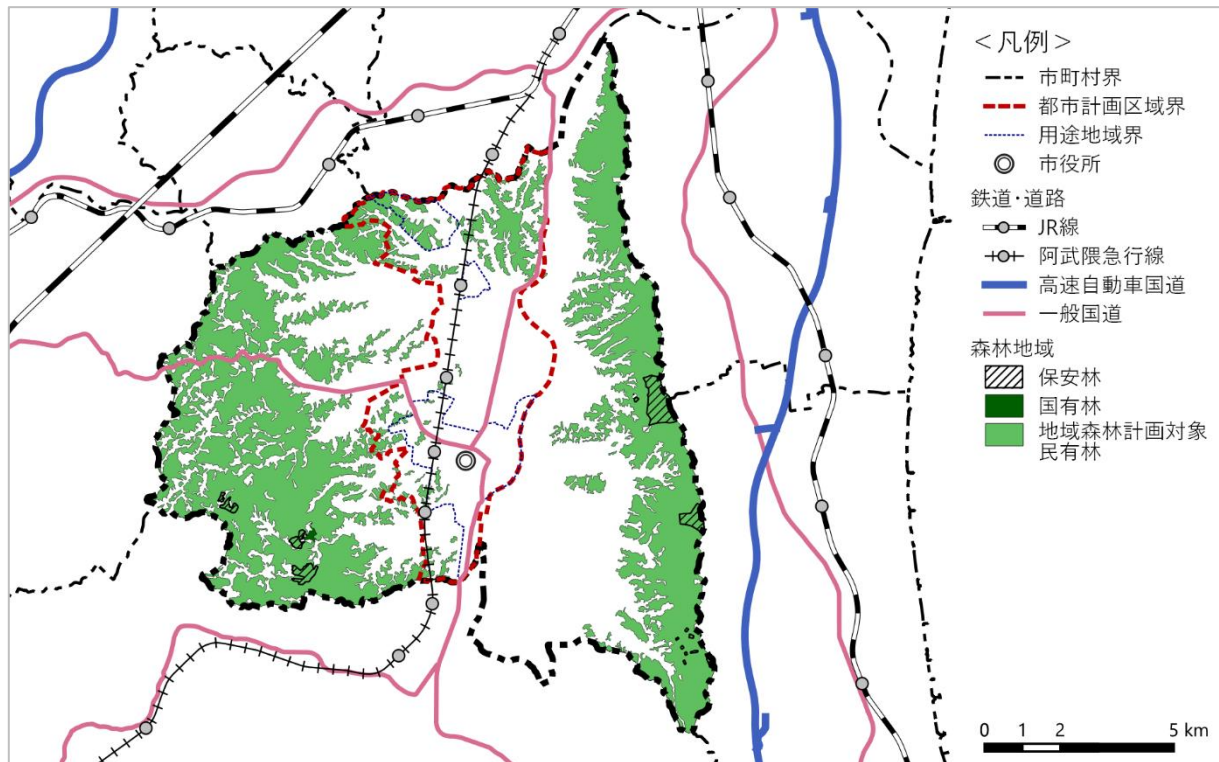 ＜凡例＞
市町村界
都市計画区域界
用途地域界
市役所
鉄道・道路
JR線
阿武隈急行線
高速自動車国道
一般国道
森林地域
保安林
国有林
地域森林計画対象
民有林
0 1 2 5 km